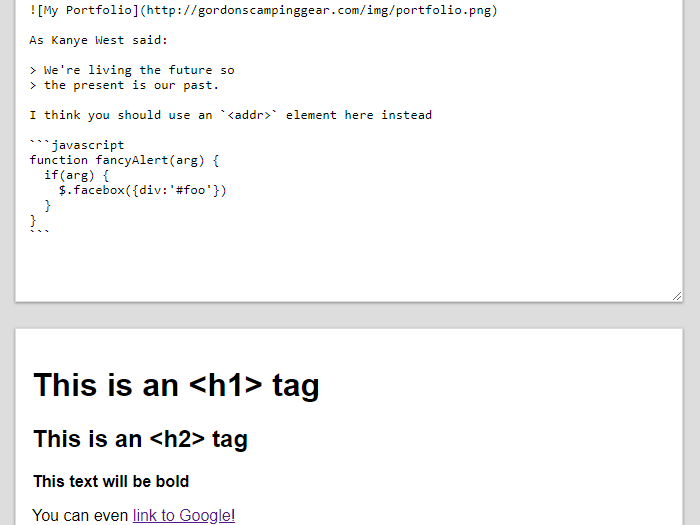 ![My Portfolio](http://gordonscampinggear.com/img/portfolio.png)
As Kanye West said:
> We're living the future so
> the present is our past.
I think you should use an `<addr>` element here instead
```javascript
function fancyAlert(arg) {
  if(arg) {
    $.facebox({div:'#foo'})
  }
}
```
This is an <h1> tag
This is an <h2> tag
This text will be bold
You can even link to Google!